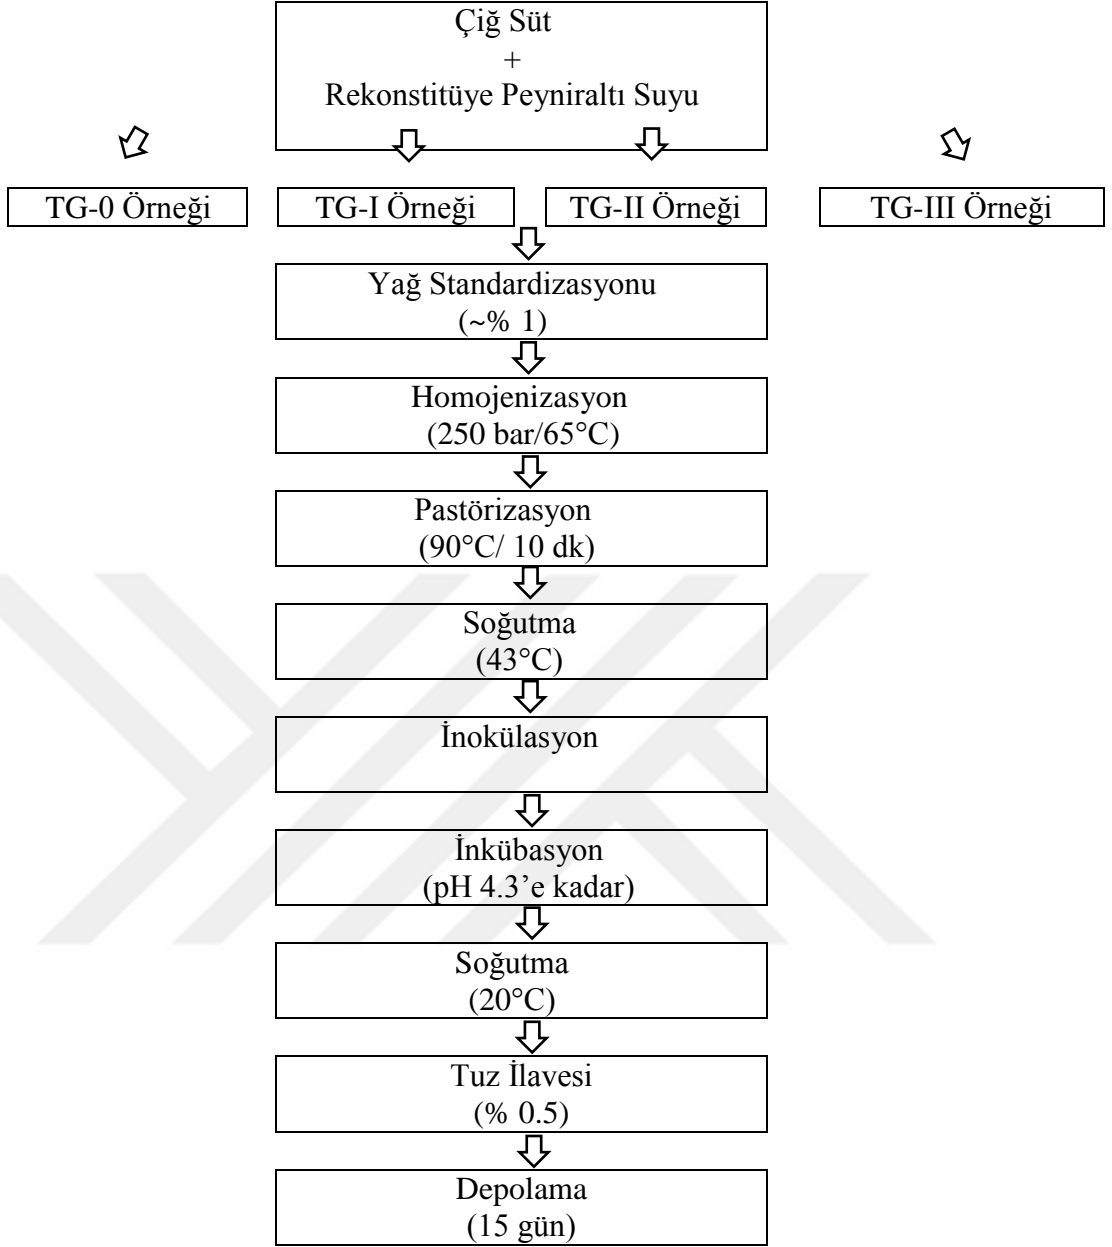 Çiğ Süt
+
Rekonstitüye Peyniraltı Suyu
TG-0 Örneği
TG-I Örneği
TG-II Örneği
TG-III Örneği
Yağ Standardizasyonu
(~% 1)
Homojenizasyon
(250 bar/65°C)
Pastörizasyon
(90°C/ 10 dk)
Soğutma
(43°C)
İnokülasyon
İnkübasyon
(pH 4.3’e kadar)
Soğutma
(20°C)
Tuz İlavesi
(% 0.5)
Depolama
(15 gün)